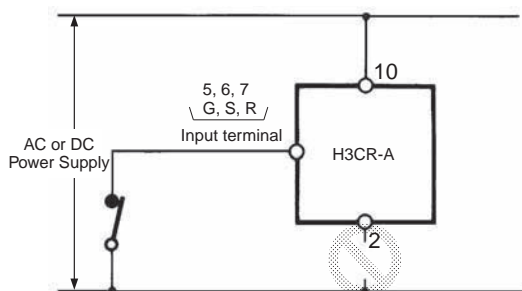 10
5, 6, 7
G, S, R
Input terminal
AC or DC
Power Supply
H3CR-A
2